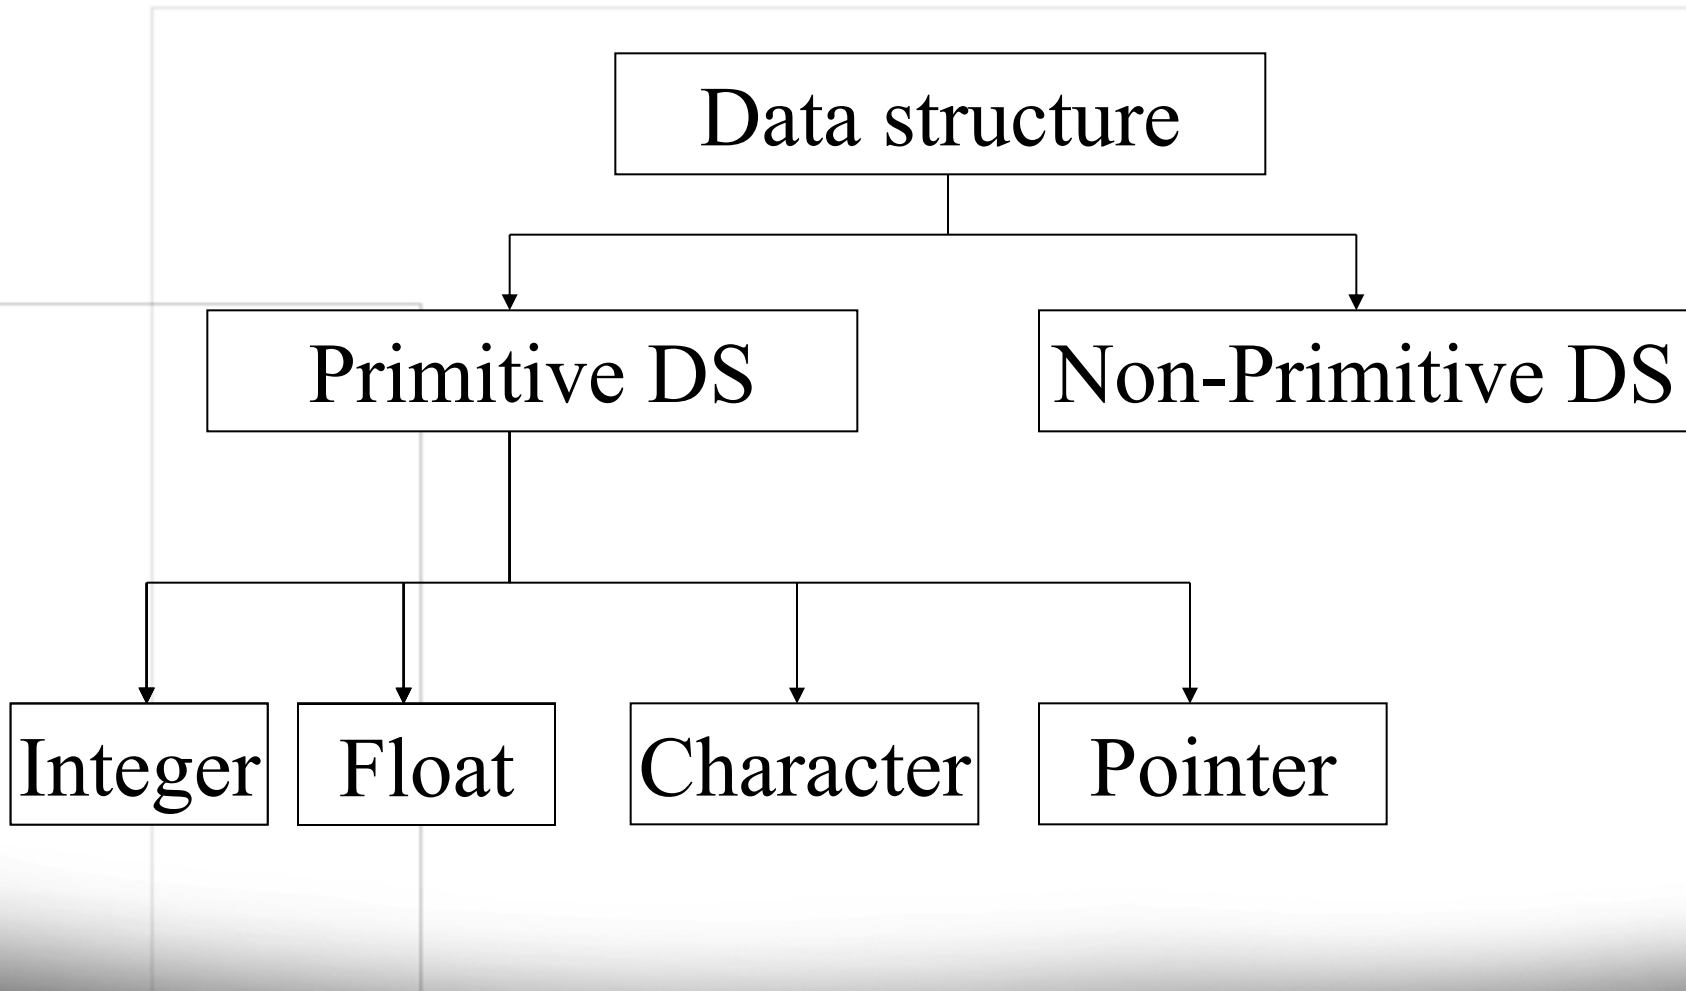 Data structure
Primitive DS
Non-Primitive DS
Integer
Float
Character
Pointer